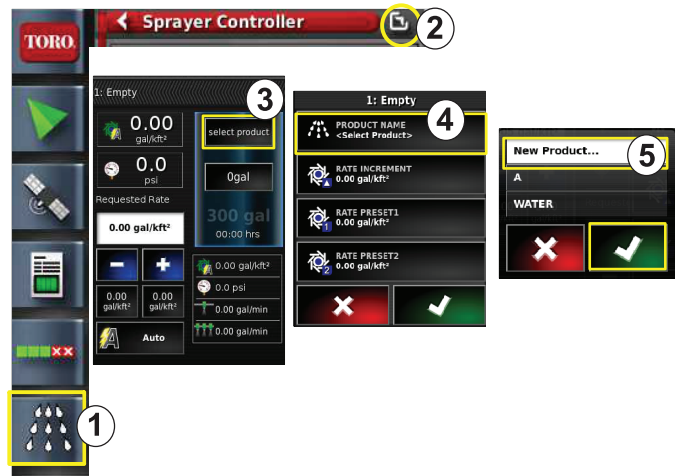 TORO.
Sprayer Controller
2
1: Empty
3
0.00
gal/kft²
select product
0.0
psi
0gal
Requested Rate
300 gal
0.00 gal/kft²
00:00 hrs
0.00 gal/kft²
0.0 psi
0.00
gal/kft²
0.00
gal/kft²
0.00 gal/min
A Auto
0.00 gal/min
1: Empty
4
PRODUCT NAME
<Select Product>
RATE INCREMENT
0.00 gal/kft²
RATE PRESET1
1 0.00 gal/kft²
RATE PRESET2
2 0.00 gal/kft²
New Product...
5
A
WATER
1